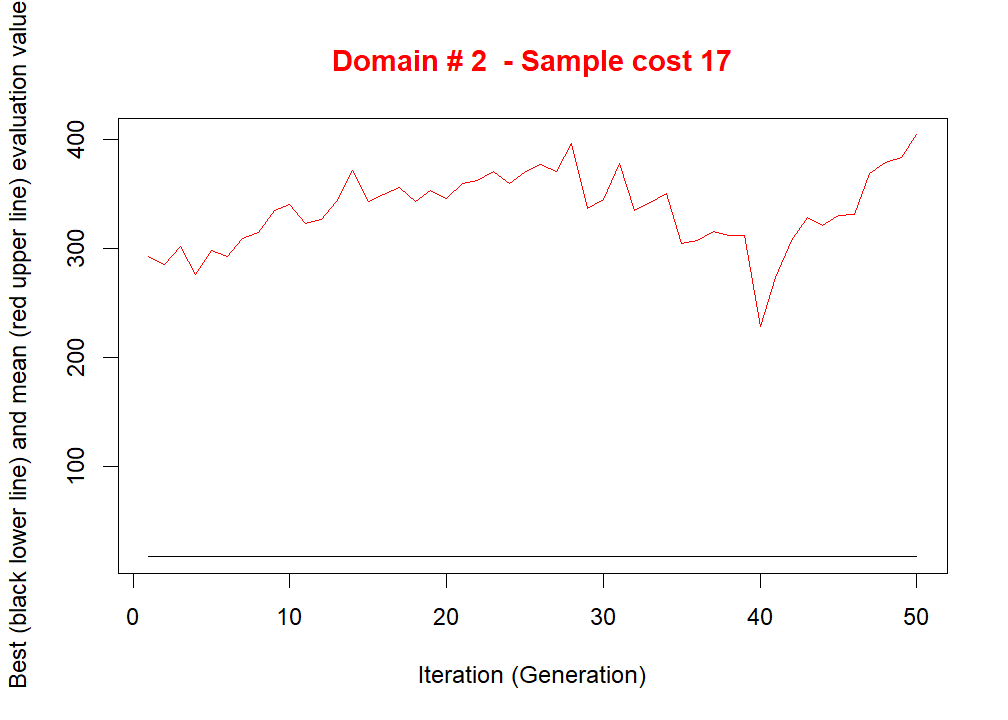 Domain # 2  - Sample cost 17
Best (black lower line) and mean (red upper line) evaluation value
400
300
200
100
0 10 20 30 40 50
Iteration (Generation)